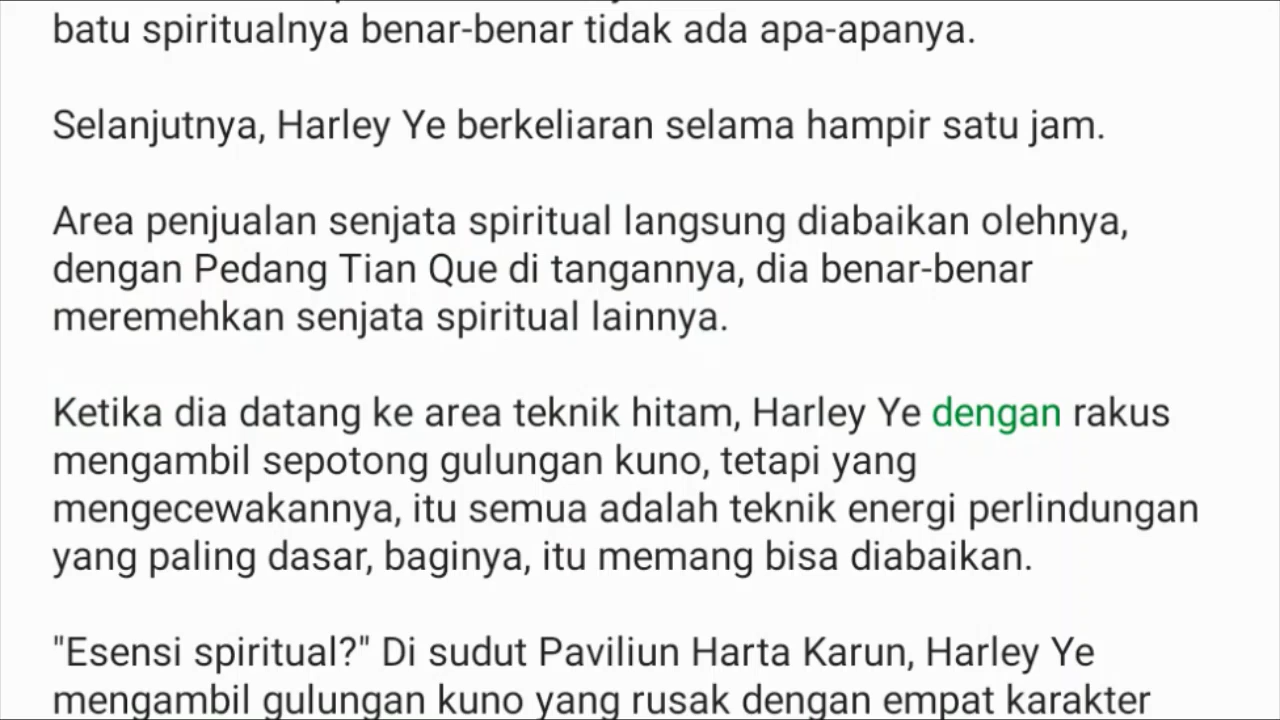 batu spiritualnya benar-benar tidak ada apa-apanya.
Selanjutnya, Harley Ye berkeliaran selama hampir satu jam.
Area penjualan senjata spiritual langsung diabaikan olehnya,
dengan Pedang Tian Que di tangannya, dia benar-benar
meremehkan senjata spiritual lainnya.
Ketika dia datang ke area teknik hitam, Harley Ye dengan rakus
mengambil sepotong gulungan kuno, tetapi yang
mengecewakannya, itu semua adalah teknik energi perlindungan
yang paling dasar, baginya, itu memang bisa diabaikan.
"Esensi spiritual?" Di sudut Paviliun Harta Karun, Harley Ye
mengambil gulungan kuno yang rusak dengan empat karakter